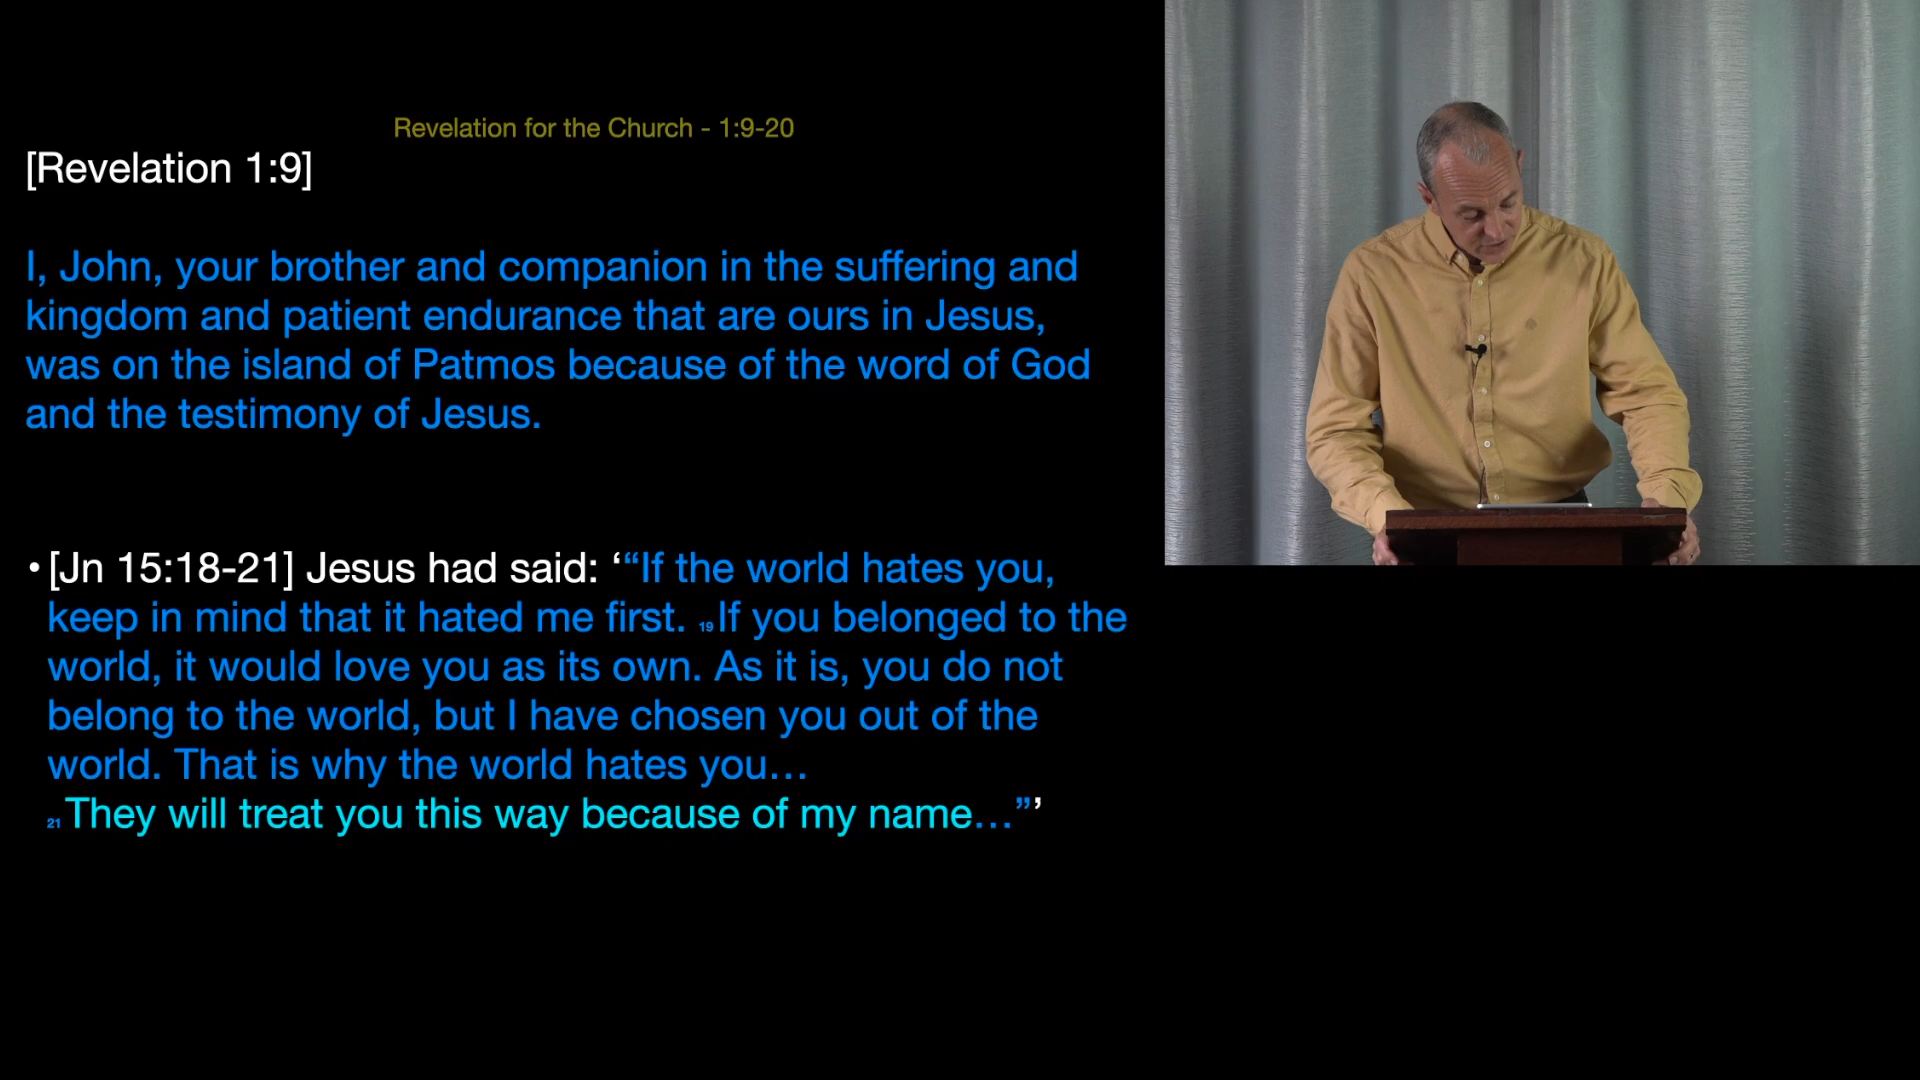 Revelation for the Church - 1:9-20
[Revelation 1:9]
I, John, your brother and companion in the suffering and
kingdom and patient endurance that are ours in Jesus,
was on the island of Patmos because of the word of God
and the testimony of Jesus.
•[Jn 15:18-21] Jesus had said: ‘“If the world hates you,
keep in mind that it hated me first. 19If you belonged to the
world, it would love you as its own. As it is, you do not
belong to the world, but I have chosen you out of the
world. That is why the world hates you…
21They will treat you this way because of my name…”’